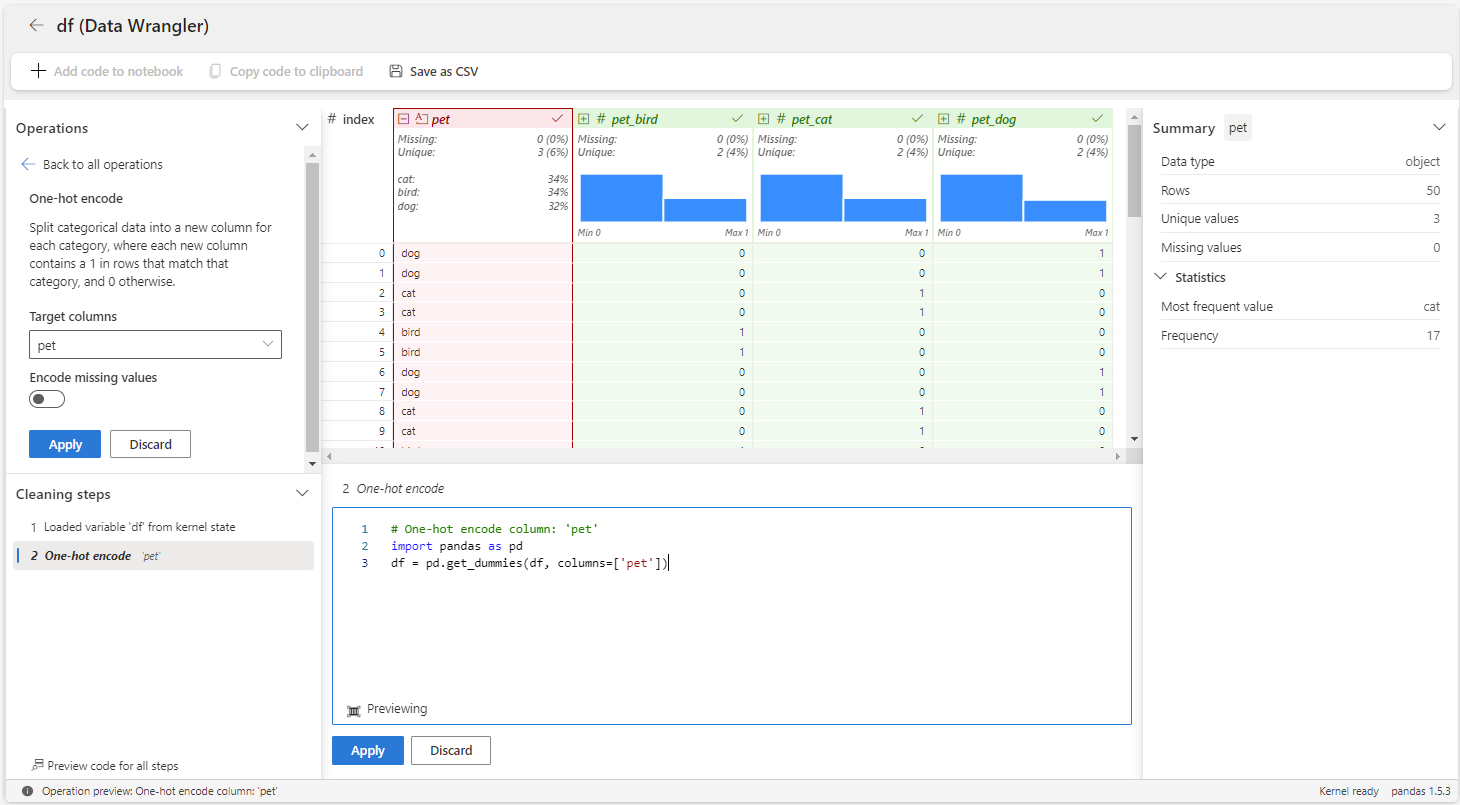 df (Data Wrangler)
Add code to notebook
Copy code to clipboard
Save as CSV
Operations
Back to all operations
One-hot encode
Split categorical data into a new column for
each category, where each new column
contains a 1 in rows that match that
category, and 0 otherwise.
Target columns
pet
Encode missing values
Apply
Discard
Cleaning steps
1 Loaded variable 'df' from kernel state
2 One-hot encode 'pet'
Preview code for all steps
# index pet # pet_bird # pet_cat # pet_dog
Missing: 0 (0%) Missing: 0 (0%) Missing: 0 (0%) Missing: 0 (0%)
Unique: 3 (6%) Unique: 2 (4%) Unique: 2 (4%) Unique: 2 (4%)
cat: 34%
bird: 34%
dog: 32%
Min 0 Max 1 Min 0 Max 1 Min 0 Max 1
0 dog 0 0 1
1 dog 0 0 1
2 cat 0 1 0
3 cat 0 1 0
4 bird 1 0 0
5 bird 1 0 0
6 dog 0 0 1
7 dog 0 0 1
8 cat 0 1 0
9 cat 0 1 0
2 One-hot encode
1 # One-hot encode column: 'pet'
2 import pandas as pd
3 df = pd.get_dummies(df, columns=['pet'])
Previewing
Apply
Discard
Summary pet
Data type object
Rows 50
Unique values 3
Missing values 0
Statistics
Most frequent value cat
Frequency 17
Operation preview: One-hot encode column: 'pet'
Kernel ready pandas 1.5.3